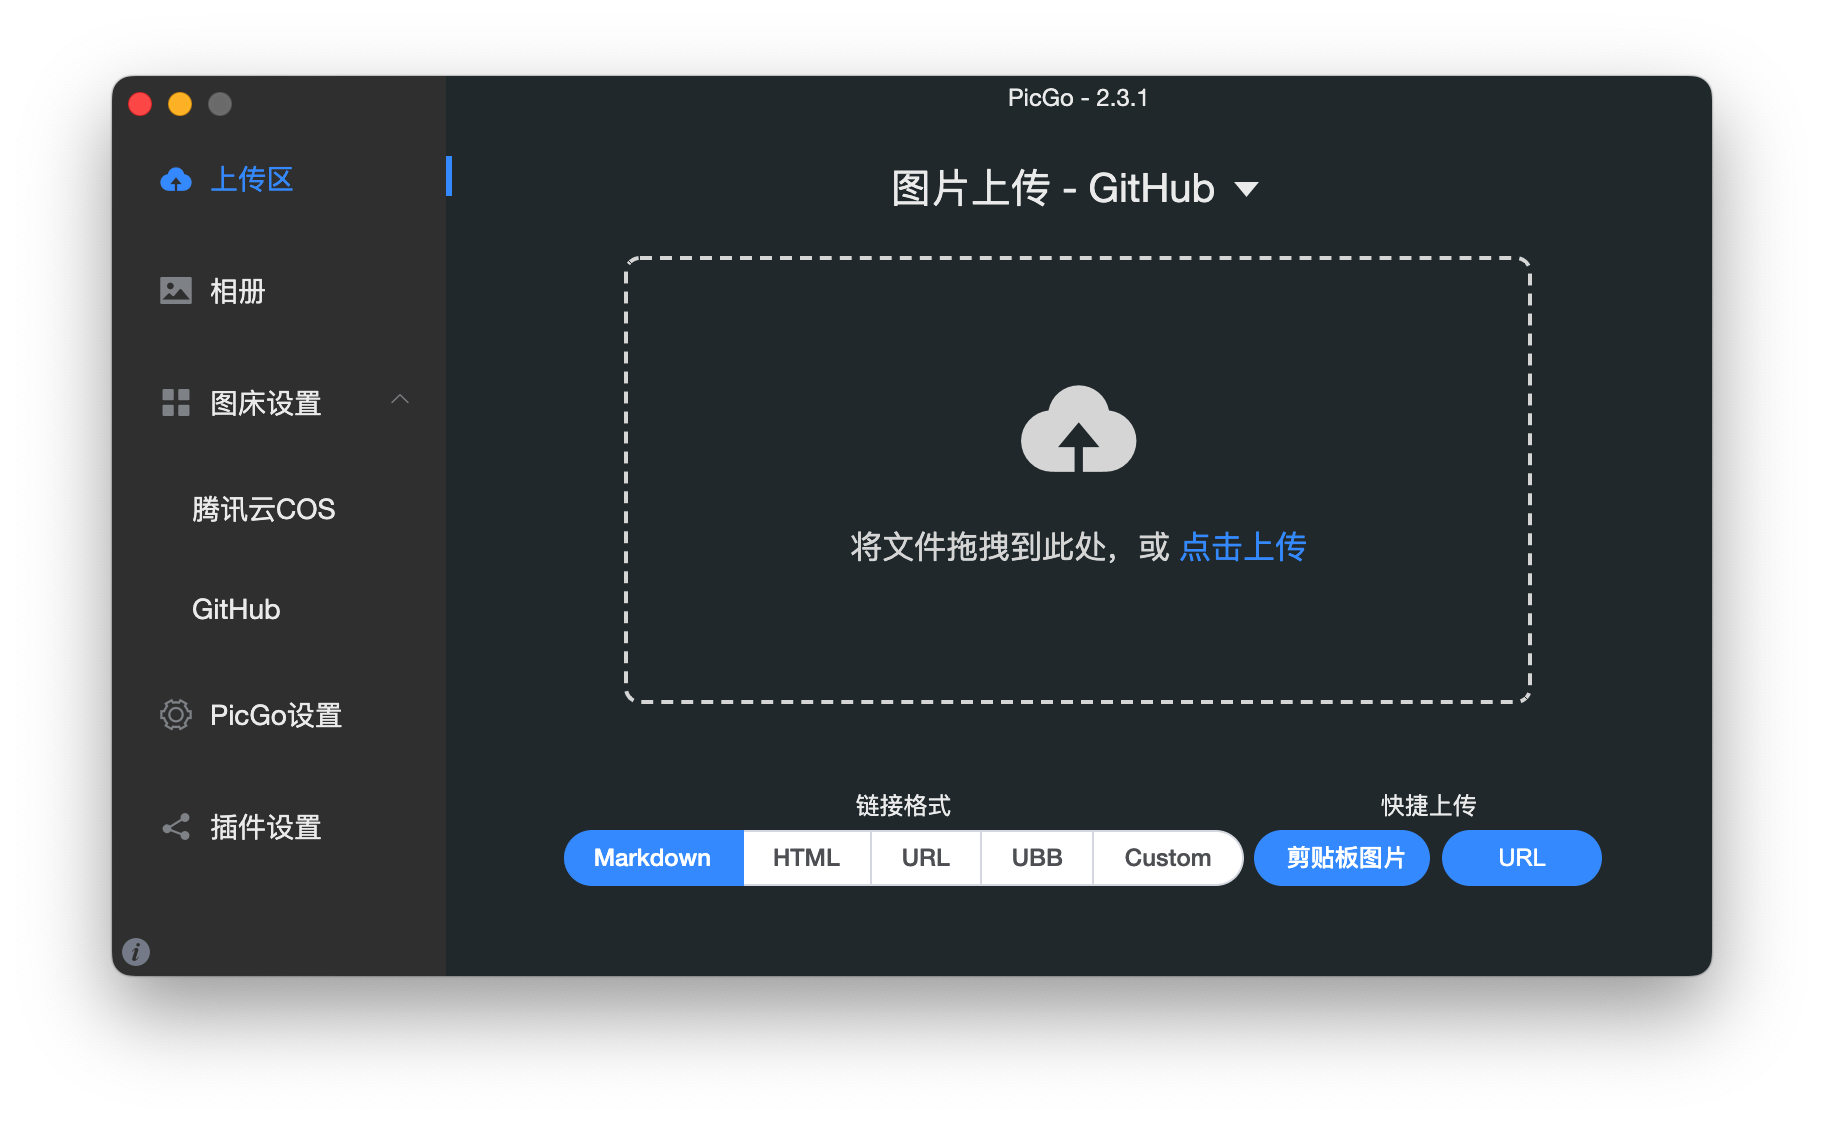 PicGo - 2.3.1
上传区
相册
图床设置
腾讯云COS
GitHub
PicGo设置
插件设置
图片上传 - GitHub
将文件拖拽到此处，或 点击上传
链接格式
Markdown HTML URL UBB Custom
快捷上传
剪贴板图片 URL